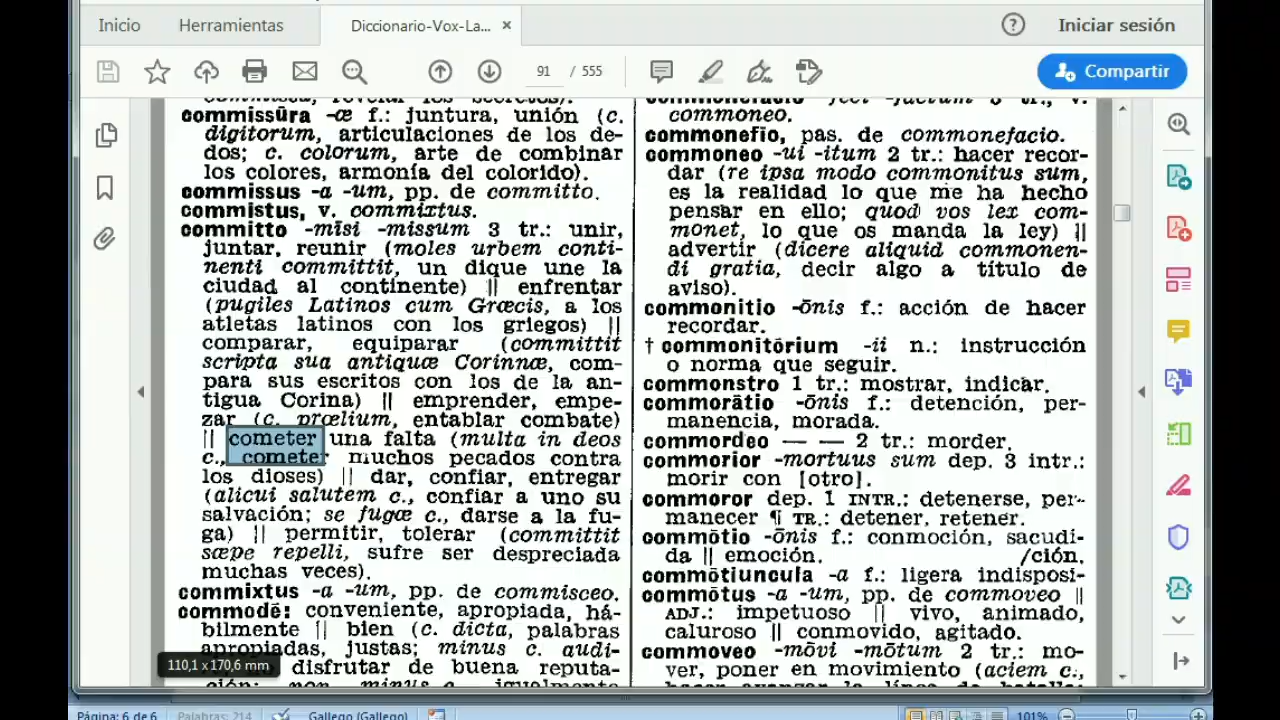 Inicio
Herramientas
Diccionario-Vox-La... ×
Iniciar sesión
91 / 555
Compartir
commissūra -æ f.: juntura, unión (c.
digitorum, articulaciones de los de-
dos; c. colorum, arte de combinar
los colores, armonía del colorido).
commissus -a -um, pp. de committo.
commistus, v. commixtus.
committo -mīsi -missum 3 tr.: unir,
juntar, reunir (moles urbem conti-
nenti committit, un dique une la
ciudad al continente) || enfrentar
(pugiles Latinos cum Græcis, a los
atletas latinos con los griegos) ||
comparar, equiparar (committit
scripta sua antiquæ Corinnæ, com-
para sus escritos con los de la an-
tigua Corina) || emprender, empe-
zar (c. prœlium, entablar combate)
|| cometer una falta (multa in deos
c., cometer muchos pecados contra
los dioses) || dar, confiar, entregar
(alicui salutem c., confiar a uno su
salvación; se fugæ c., darse a la fu-
ga) || permitir, tolerar (committit
sæpe repelli, sufre ser despreciada
muchas veces).
commixtus -a -um, pp. de commisceo.
commodē: conveniente, apropiada, há-
bilmente || bien (c. dicta, palabras
apropiadas, justas; minus c. audi-
disfrutar de buena reputa-
commoneo.
commonefio, pas. de commonefacio.
commoneo -ui -itum 2 tr.: hacer recor-
dar (re ipsa modo commonitus sum,
es la realidad lo que me ha hecho
pensar en ello; quod vos lex com-
monet, lo que os manda la ley) ||
advertir (dicere aliquid commonen-
di gratia, decir algo a título de
aviso).
commonitio -ōnis f.: acción de hacer
recordar.
† commonitōrium -ii n.: instrucción
o norma que seguir.
commonstro 1 tr.: mostrar, indicar.
commorātio -ōnis f.: detención, per-
manencia, morada.
commordeo — — 2 tr.: morder,
commorior -mortuus sum dep. 3 intr.:
morir con [otro].
commoror dep. 1 INTR.: detenerse, per-
manecer ¶ TR.: detener, retener.
commōtio -ōnis f.: conmoción, sacudi-
da || emoción. /ción.
commōtiuncula -a f.: ligera indisposi-
commōtus -a -um, pp. de commoveo ||
ADJ.: impetuoso || vivo, animado,
caluroso || conmovido, agitado.
commoveo -mōvi -mōtum 2 tr.: mo-
ver, poner en movimiento (aciem c.,
110,1 x 170,6 mm
Página: 6 de 6
Palabras: 214
Gallego (Gallego)
101%